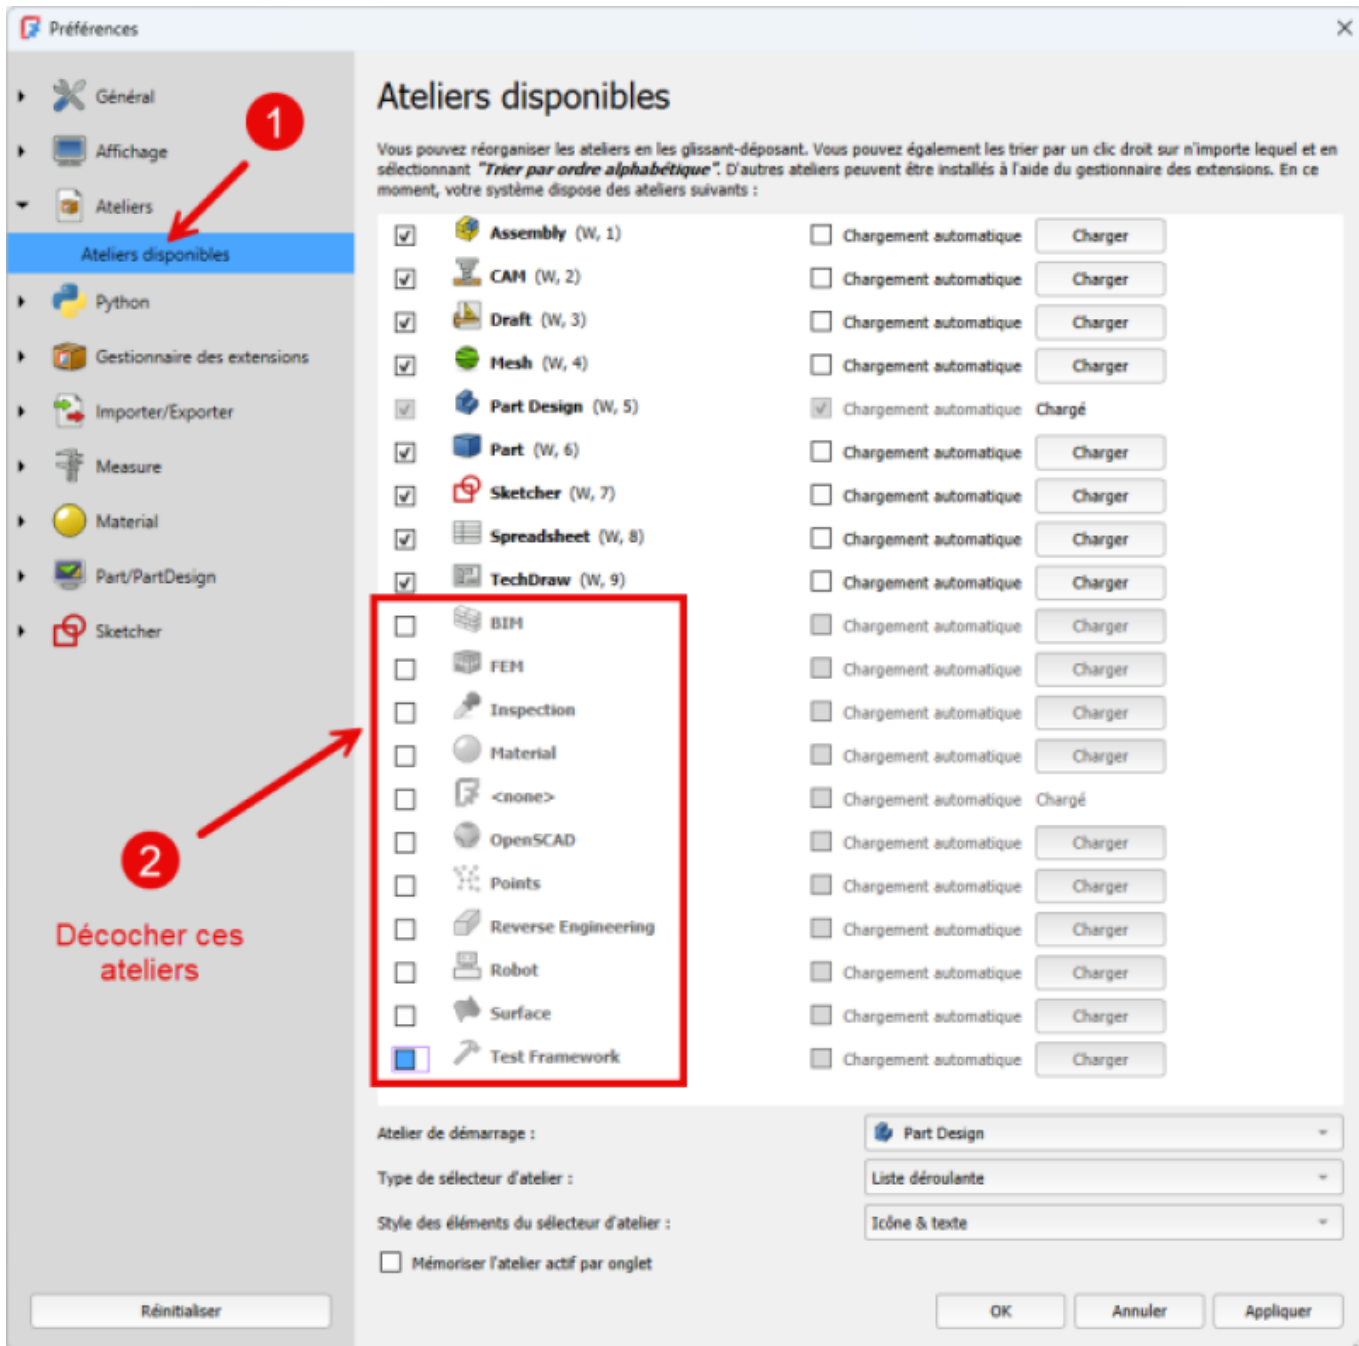 Préférences
Général
Affichage
Ateliers
Ateliers disponibles
Python
Gestionnaire des extensions
Importer/Exporter
Measure
Material
Part/PartDesign
Sketcher
1
2
Décocher ces
ateliers
Réinitialiser
Ateliers disponibles
Vous pouvez réorganiser les ateliers en les glissant-déposant. Vous pouvez également les trier par un clic droit sur n'importe lequel et en
sélectionnant "Trier par ordre alphabétique". D'autres ateliers peuvent être installés à l'aide du gestionnaire des extensions. En ce
moment, votre système dispose des ateliers suivants :
Assembly (W, 1) Chargement automatique Charger
CAM (W, 2) Chargement automatique Charger
Draft (W, 3) Chargement automatique Charger
Mesh (W, 4) Chargement automatique Charger
Part Design (W, 5) Chargement automatique Chargé
Part (W, 6) Chargement automatique Charger
Sketcher (W, 7) Chargement automatique Charger
Spreadsheet (W, 8) Chargement automatique Charger
TechDraw (W, 9) Chargement automatique Charger
BIM Chargement automatique Charger
FEM Chargement automatique Charger
Inspection Chargement automatique Charger
Material Chargement automatique Charger
<none> Chargement automatique Chargé
OpenSCAD Chargement automatique Charger
Points Chargement automatique Charger
Reverse Engineering Chargement automatique Charger
Robot Chargement automatique Charger
Surface Chargement automatique Charger
Test Framework Chargement automatique Charger
Atelier de démarrage : Part Design
Type de sélecteur d'atelier : Liste déroulante
Style des éléments du sélecteur d'atelier : Icône & texte
Mémoriser l'atelier actif par onglet
OK Annuler Appliquer